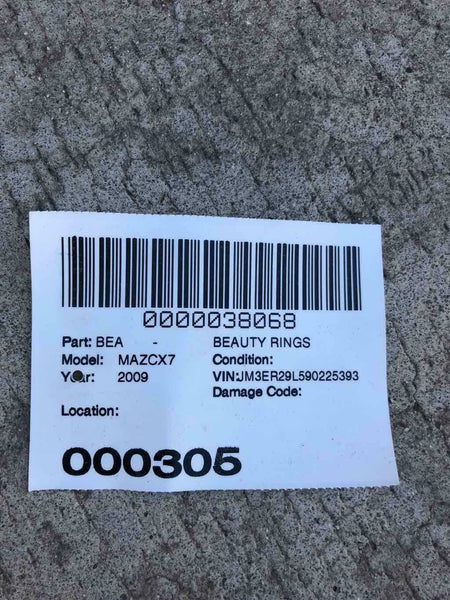 0000038068
Part: BEA - BEAUTY RINGS
Model: MAZCX7 Condition:
Year: 2009 VIN:JM3ER29L590225393
Damage Code:
Location:
000305